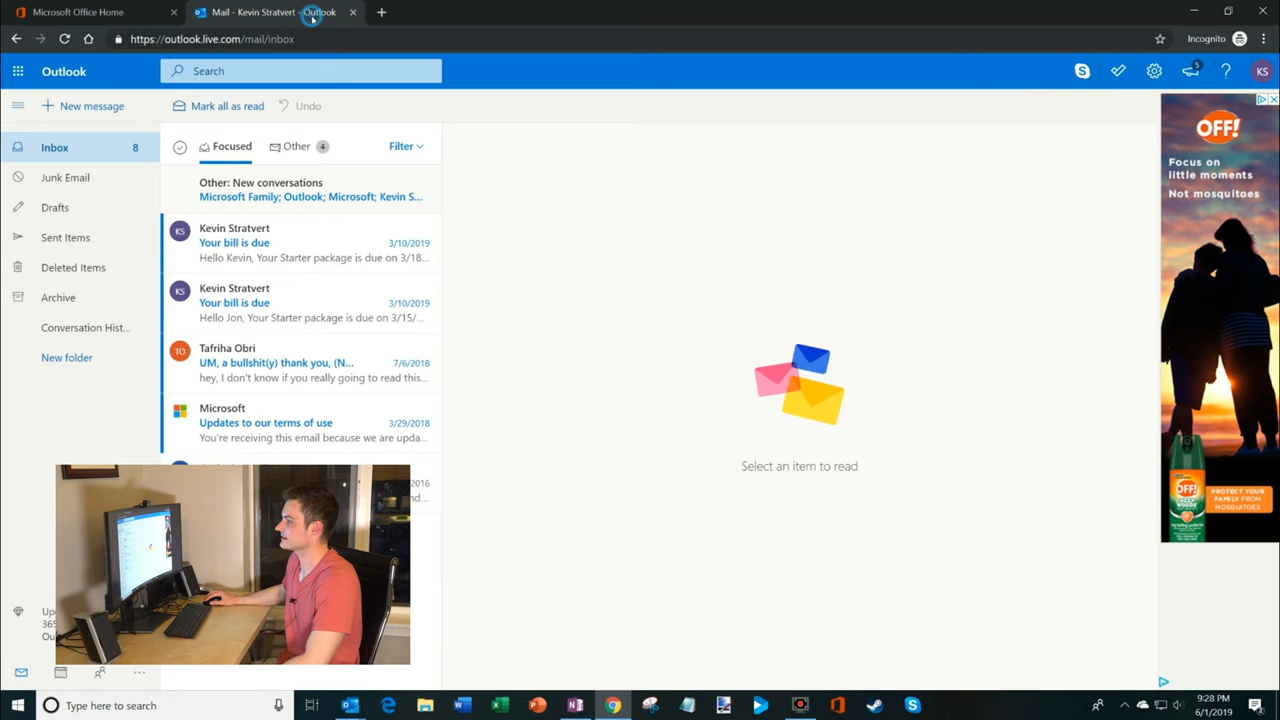 Microsoft Office Home
Mail - Kevin Stratvert - Outlook
https://outlook.live.com/mail/inbox
Incognito
Outlook
Search
5
KS
New message
Mark all as read
Undo
Inbox 8
Junk Email
Drafts
Sent Items
Deleted Items
Archive
Conversation Hist...
New folder
Focused
Other 4
Filter
Other: New conversations
Microsoft Family; Outlook; Microsoft; Kevin S...
KS
Kevin Stratvert
Your bill is due 3/10/2019
Hello Kevin, Your Starter package is due on 3/18...
KS
Kevin Stratvert
Your bill is due 3/10/2019
Hello Jon, Your Starter package is due on 3/15/...
TO
Tafriha Obri
UM, a bullshit(y) thank you, (N... 7/6/2018
hey, I don't know if you really going to read this...
Microsoft
Updates to our terms of use 3/29/2018
You're receiving this email because we are upda...
Select an item to read
OFF!
Focus on
little moments
Not mosquitoes
OFF!
PROTECT YOUR
FAMILY FROM
MOSQUITOES
Type here to search
9:28 PM
6/1/2019